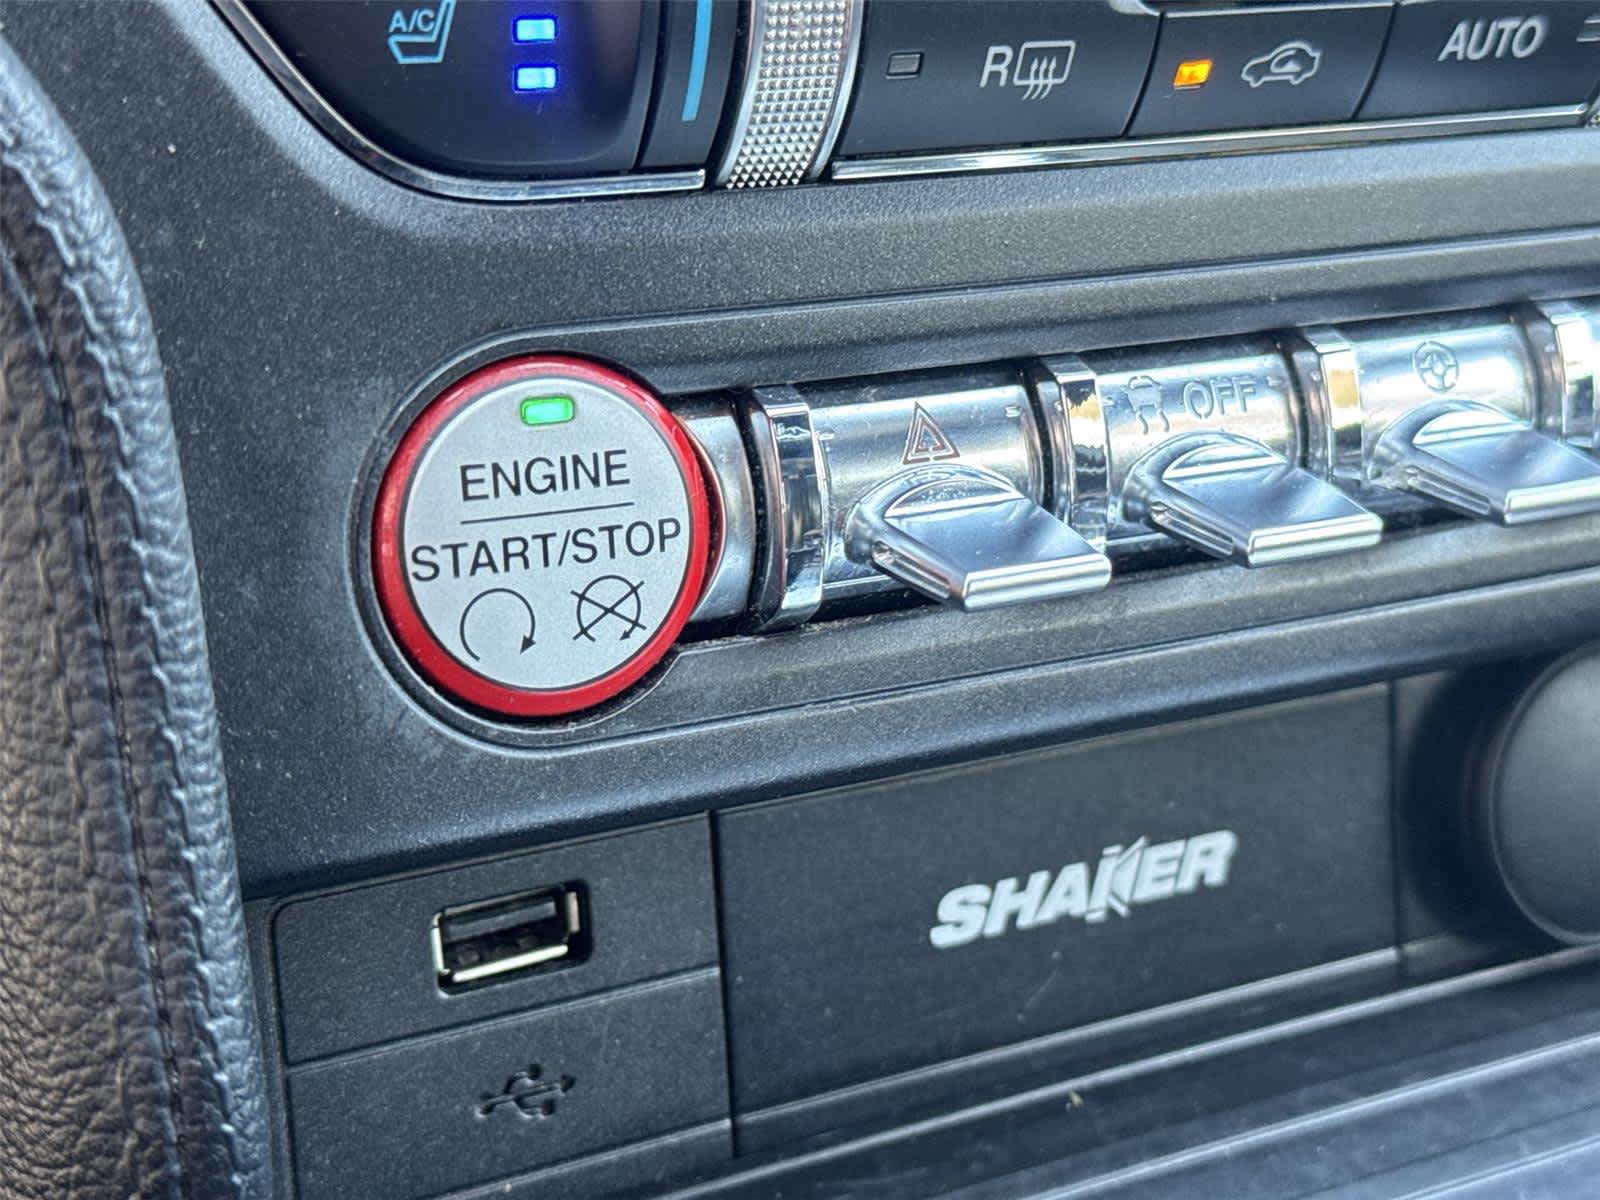 A/C
R
AUTO
OFF
ENGINE
START/STOP
SHAKER